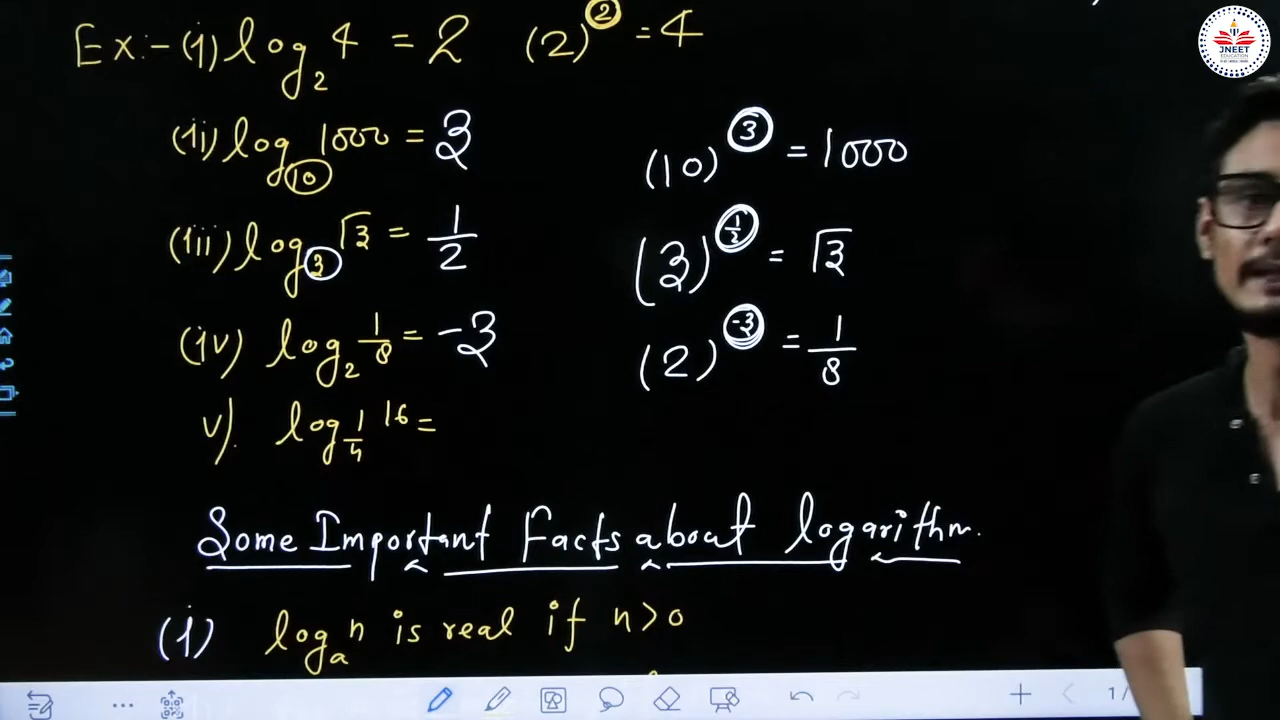 JNEET
EDUCATION
Ex:-(i) log₂ 4 = 2 (2)² = 4
(ii) log₁₀ 1000 = 3 (10)³ = 1000
(iii) log₃ √3 = 1/2 (3)^(1/2) = √3
(iv) log₂ 1/8 = -3 (2)⁻³ = 1/8
v). log_(1/4) 16 =
Some Important Facts about logarithm.
(1) logₐ n is real if n > 0
1/